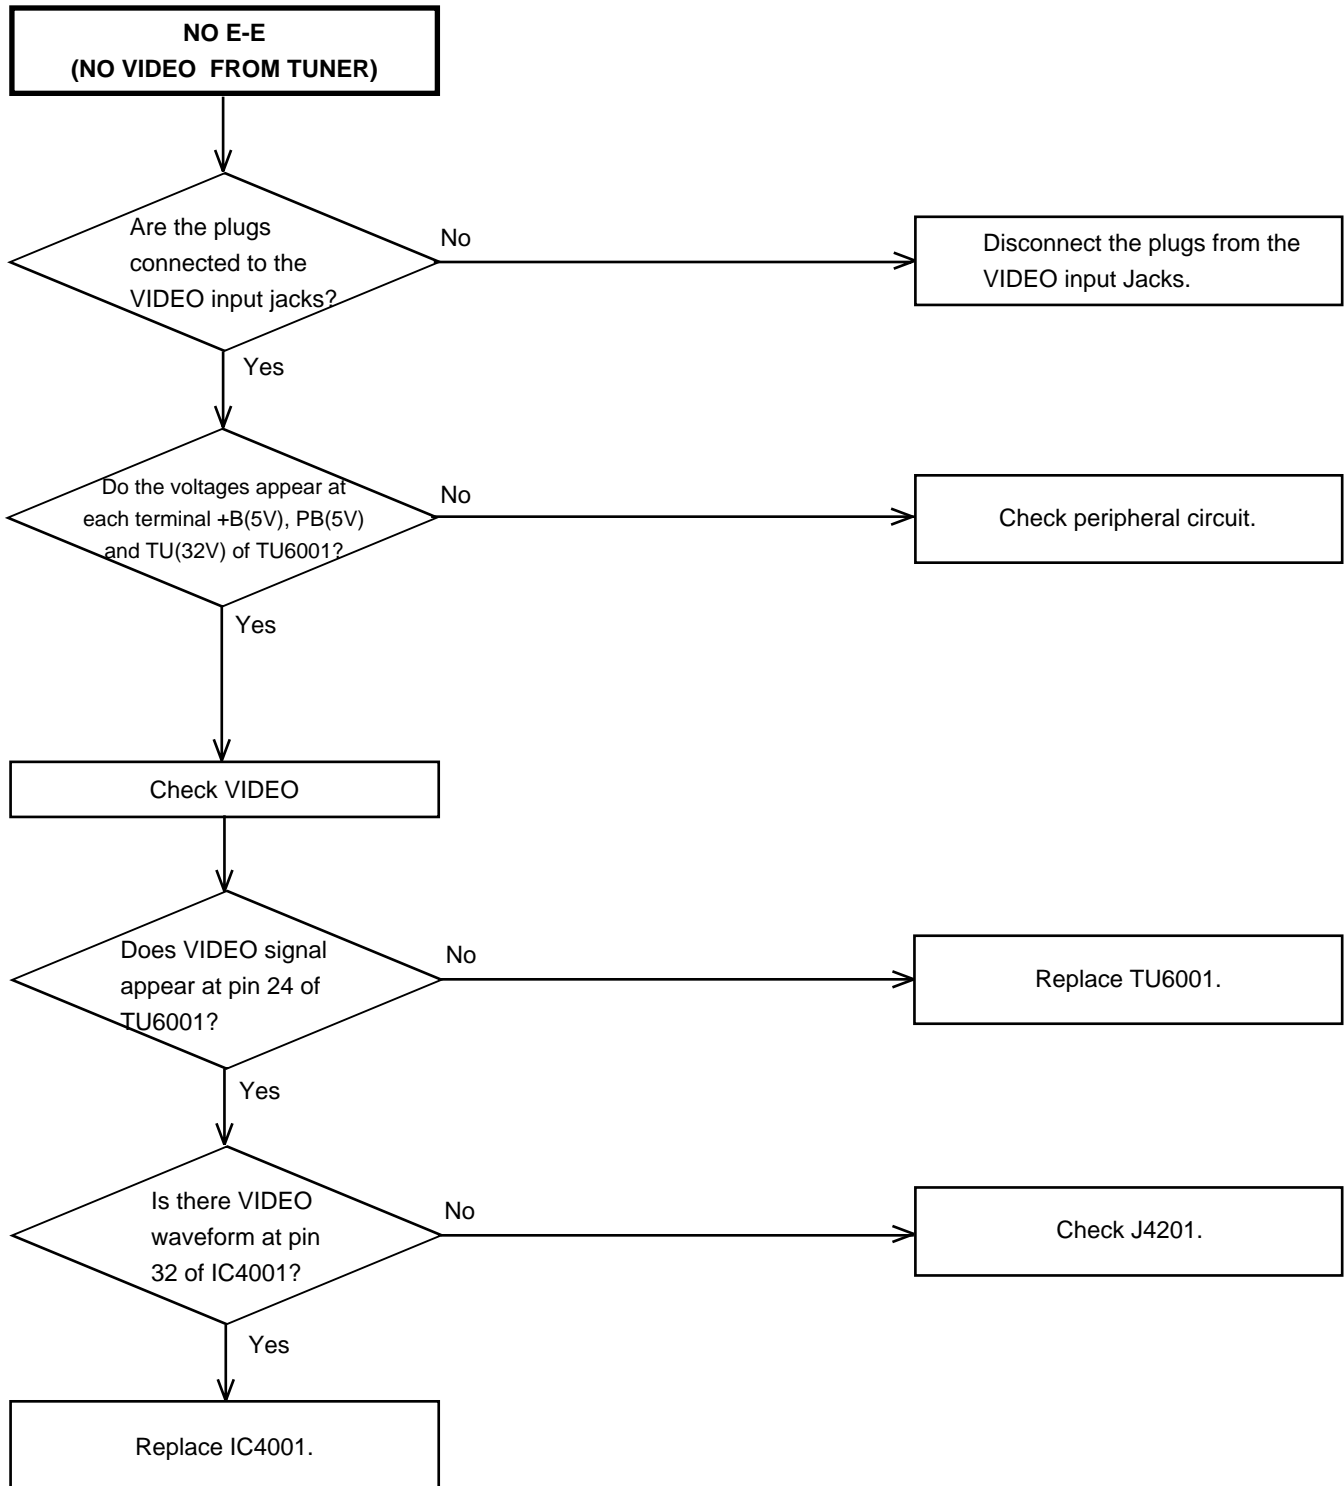 NO E-E
(NO VIDEO FROM TUNER)
Are the plugs
connected to the
VIDEO input jacks?
No
Disconnect the plugs from the
VIDEO input Jacks.
Yes
Do the voltages appear at
each terminal +B(5V), PB(5V)
and TU(32V) of TU6001?
No
Check peripheral circuit.
Yes
Check VIDEO
Does VIDEO signal
appear at pin 24 of
TU6001?
No
Replace TU6001.
Yes
Is there VIDEO
waveform at pin
32 of IC4001?
No
Check J4201.
Yes
Replace IC4001.